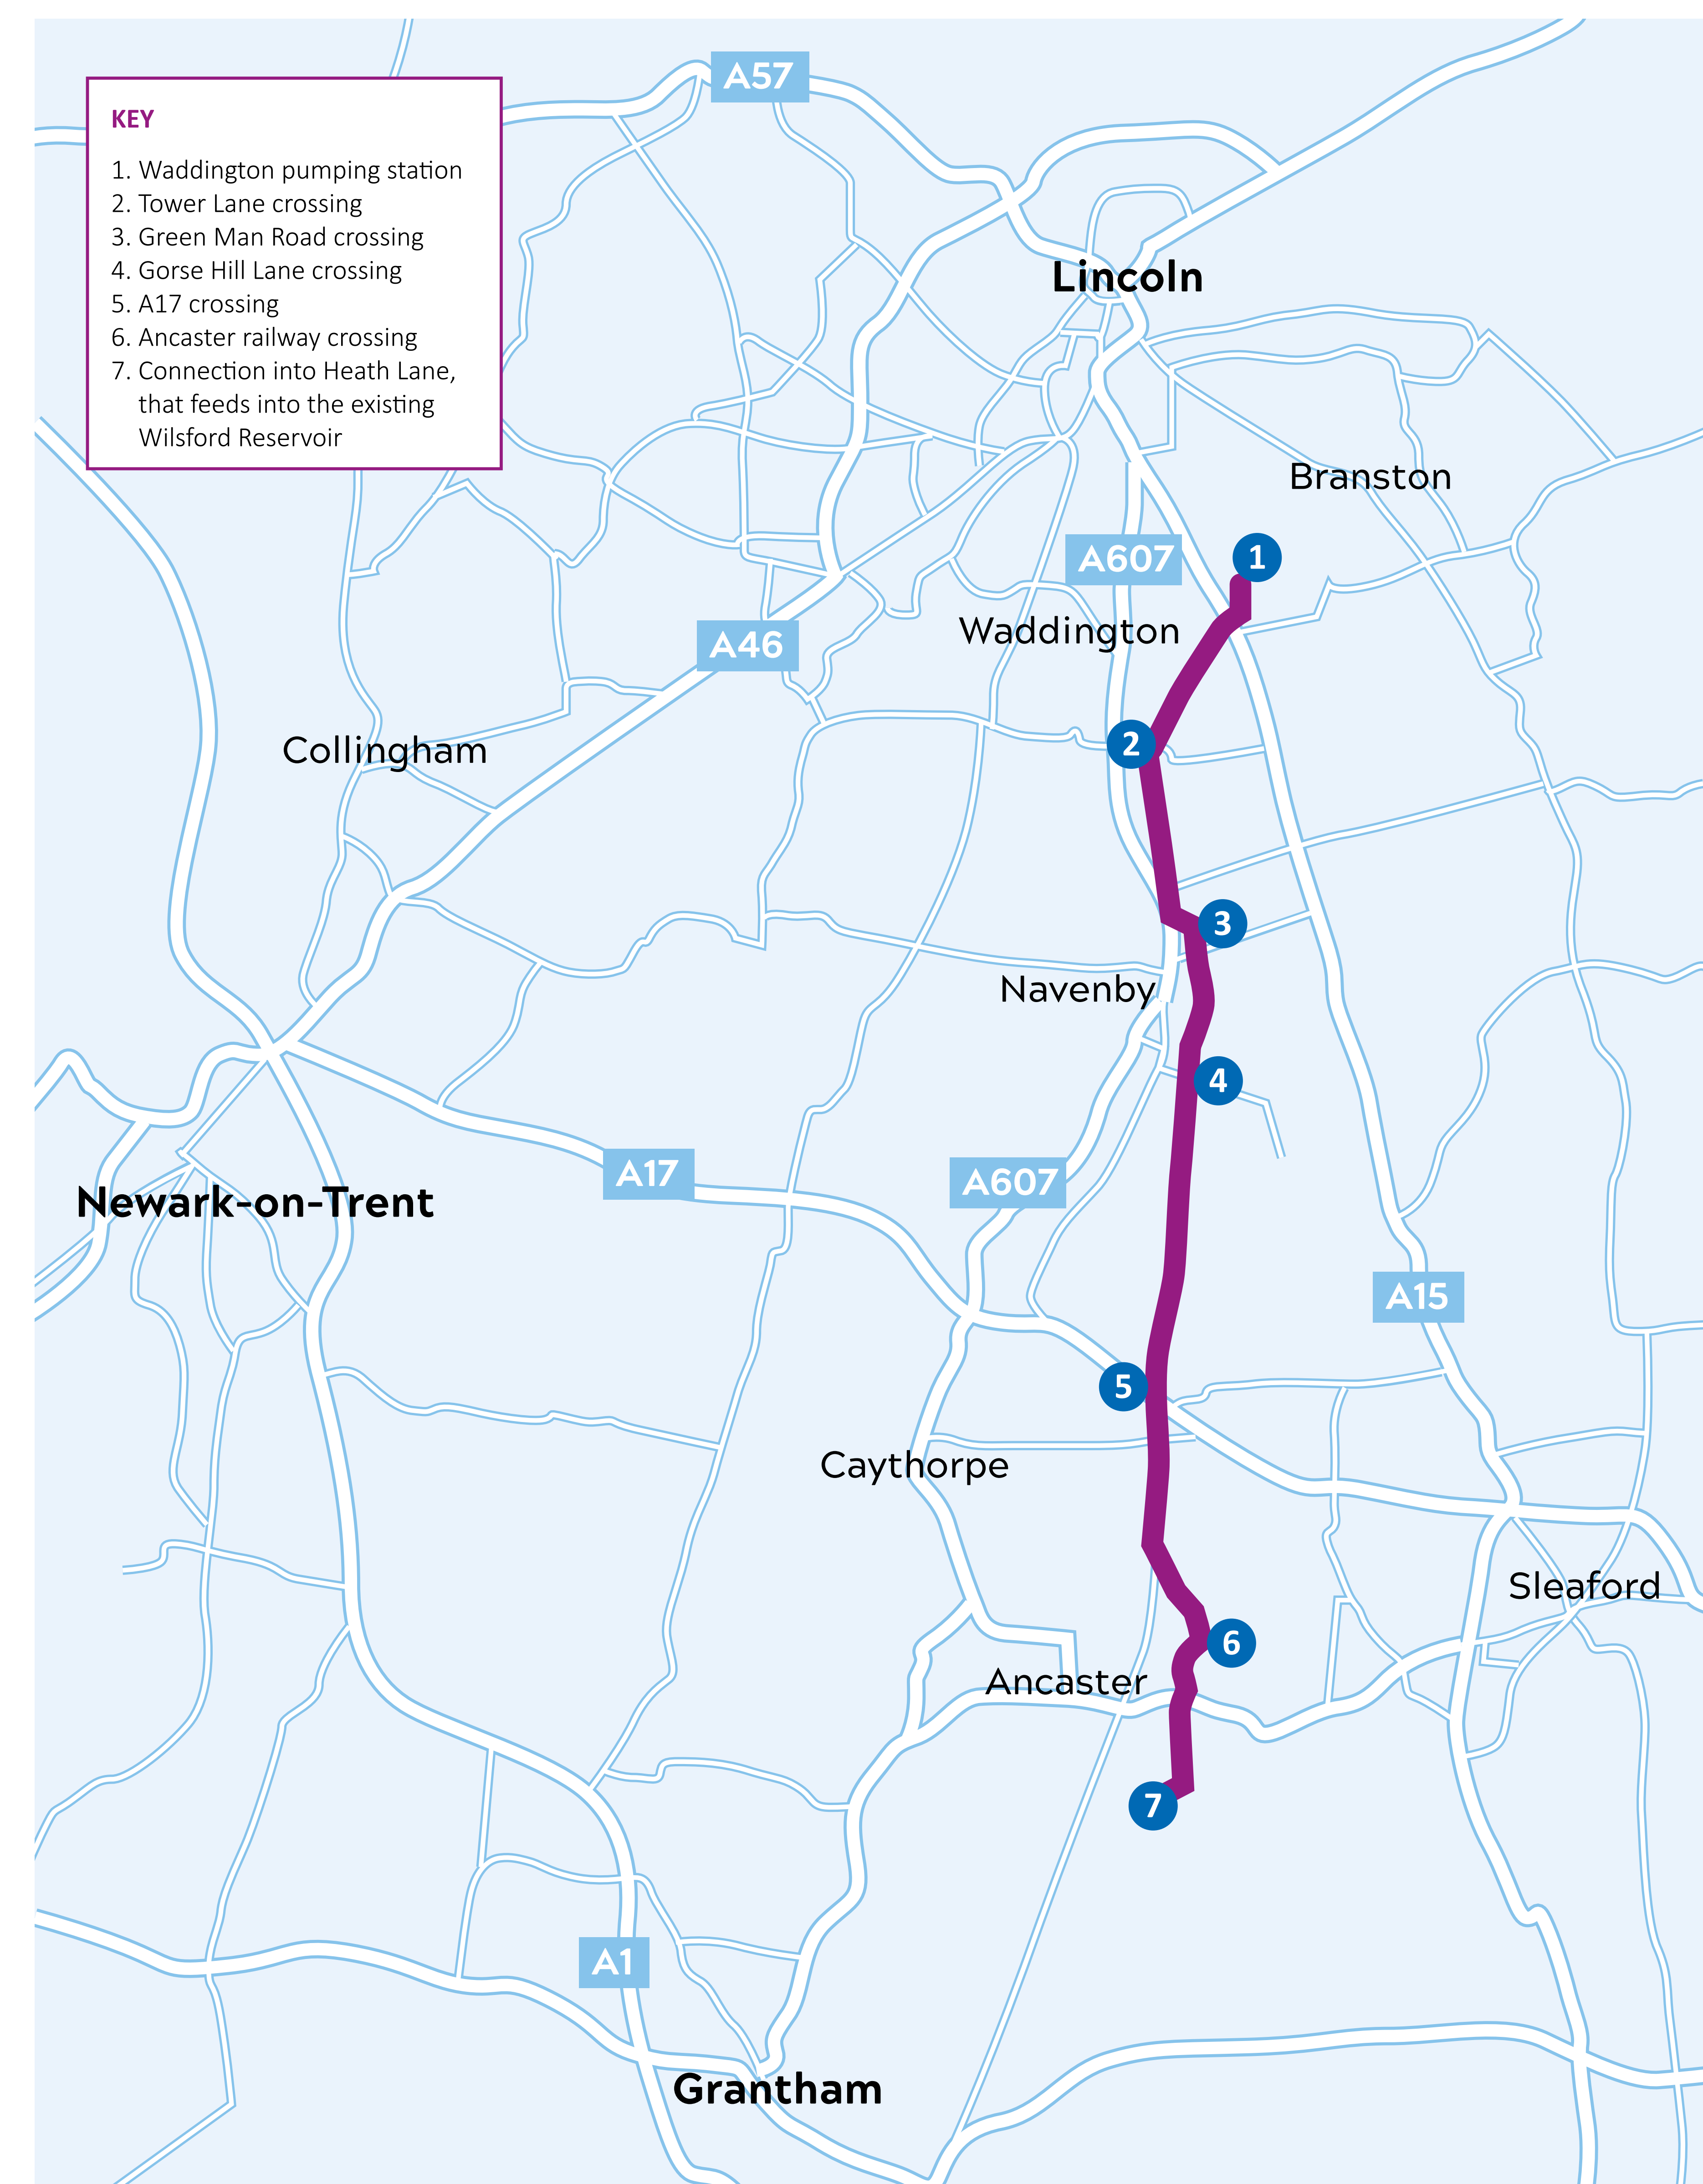 KEY
1. Waddington pumping station
2. Tower Lane crossing
3. Green Man Road crossing
4. Gorse Hill Lane crossing
5. A17 crossing
6. Ancaster railway crossing
7. Connection into Heath Lane,
that feeds into the existing
Wilsford Reservoir
A57
Lincoln
Branston
1
A607
Waddington
A46
2
Collingham
3
Navenby
4
A17
A607
Newark-on-Trent
A15
5
Caythorpe
Sleaford
6
Ancaster
7
A1
Grantham